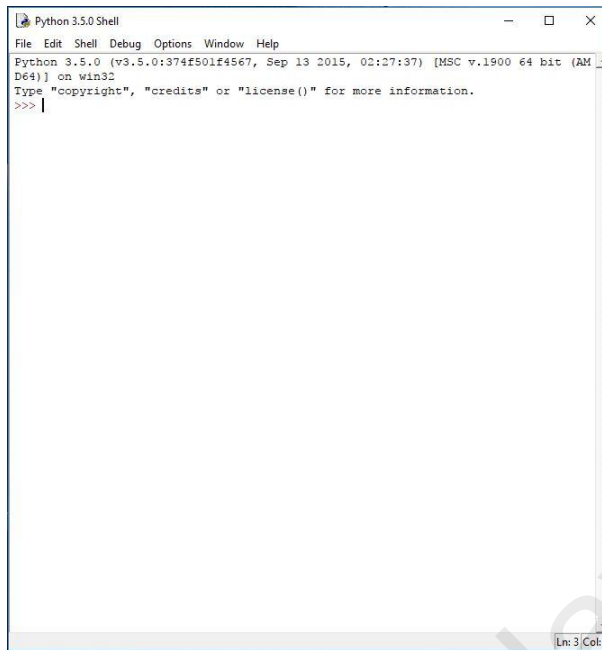 Python 3.5.0 Shell
File Edit Shell Debug Options Window Help
Python 3.5.0 (v3.5.0:374f501f4567, Sep 13 2015, 02:27:37) [MSC v.1900 64 bit (AM
D64)] on win32
Type "copyright", "credits" or "license()" for more information.
>>>
Ln: 3 Col: